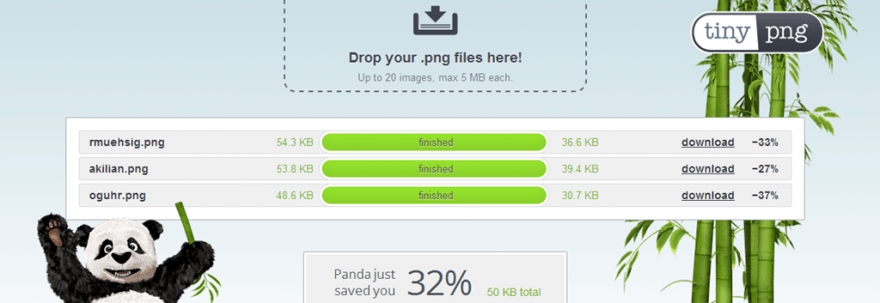 tiny png
Drop your .png files here!
Up to 20 images, max 5 MB each.
rmuehsig.png 54.3 KB finished 36.6 KB download −33%
akilian.png 53.8 KB finished 39.4 KB download −27%
oguhr.png 48.6 KB finished 30.7 KB download −37%
Panda just
saved you 32% 50 KB total